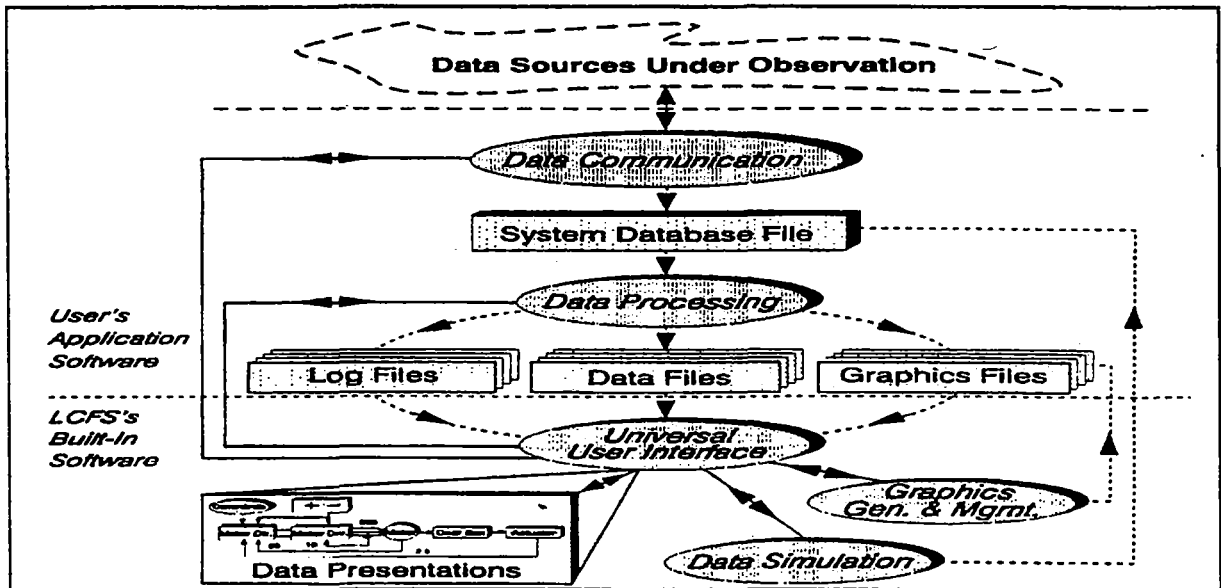 Data Sources Under Observation
Data Communication
System Database File
Data Processing
User's
Application
Software
Log Files
Data Files
Graphics Files
LCFS's
Built-In
Software
Universal
User Interface
Graphics
Gen. & Mgmt.
+ −
Data Simulation
Data Presentations